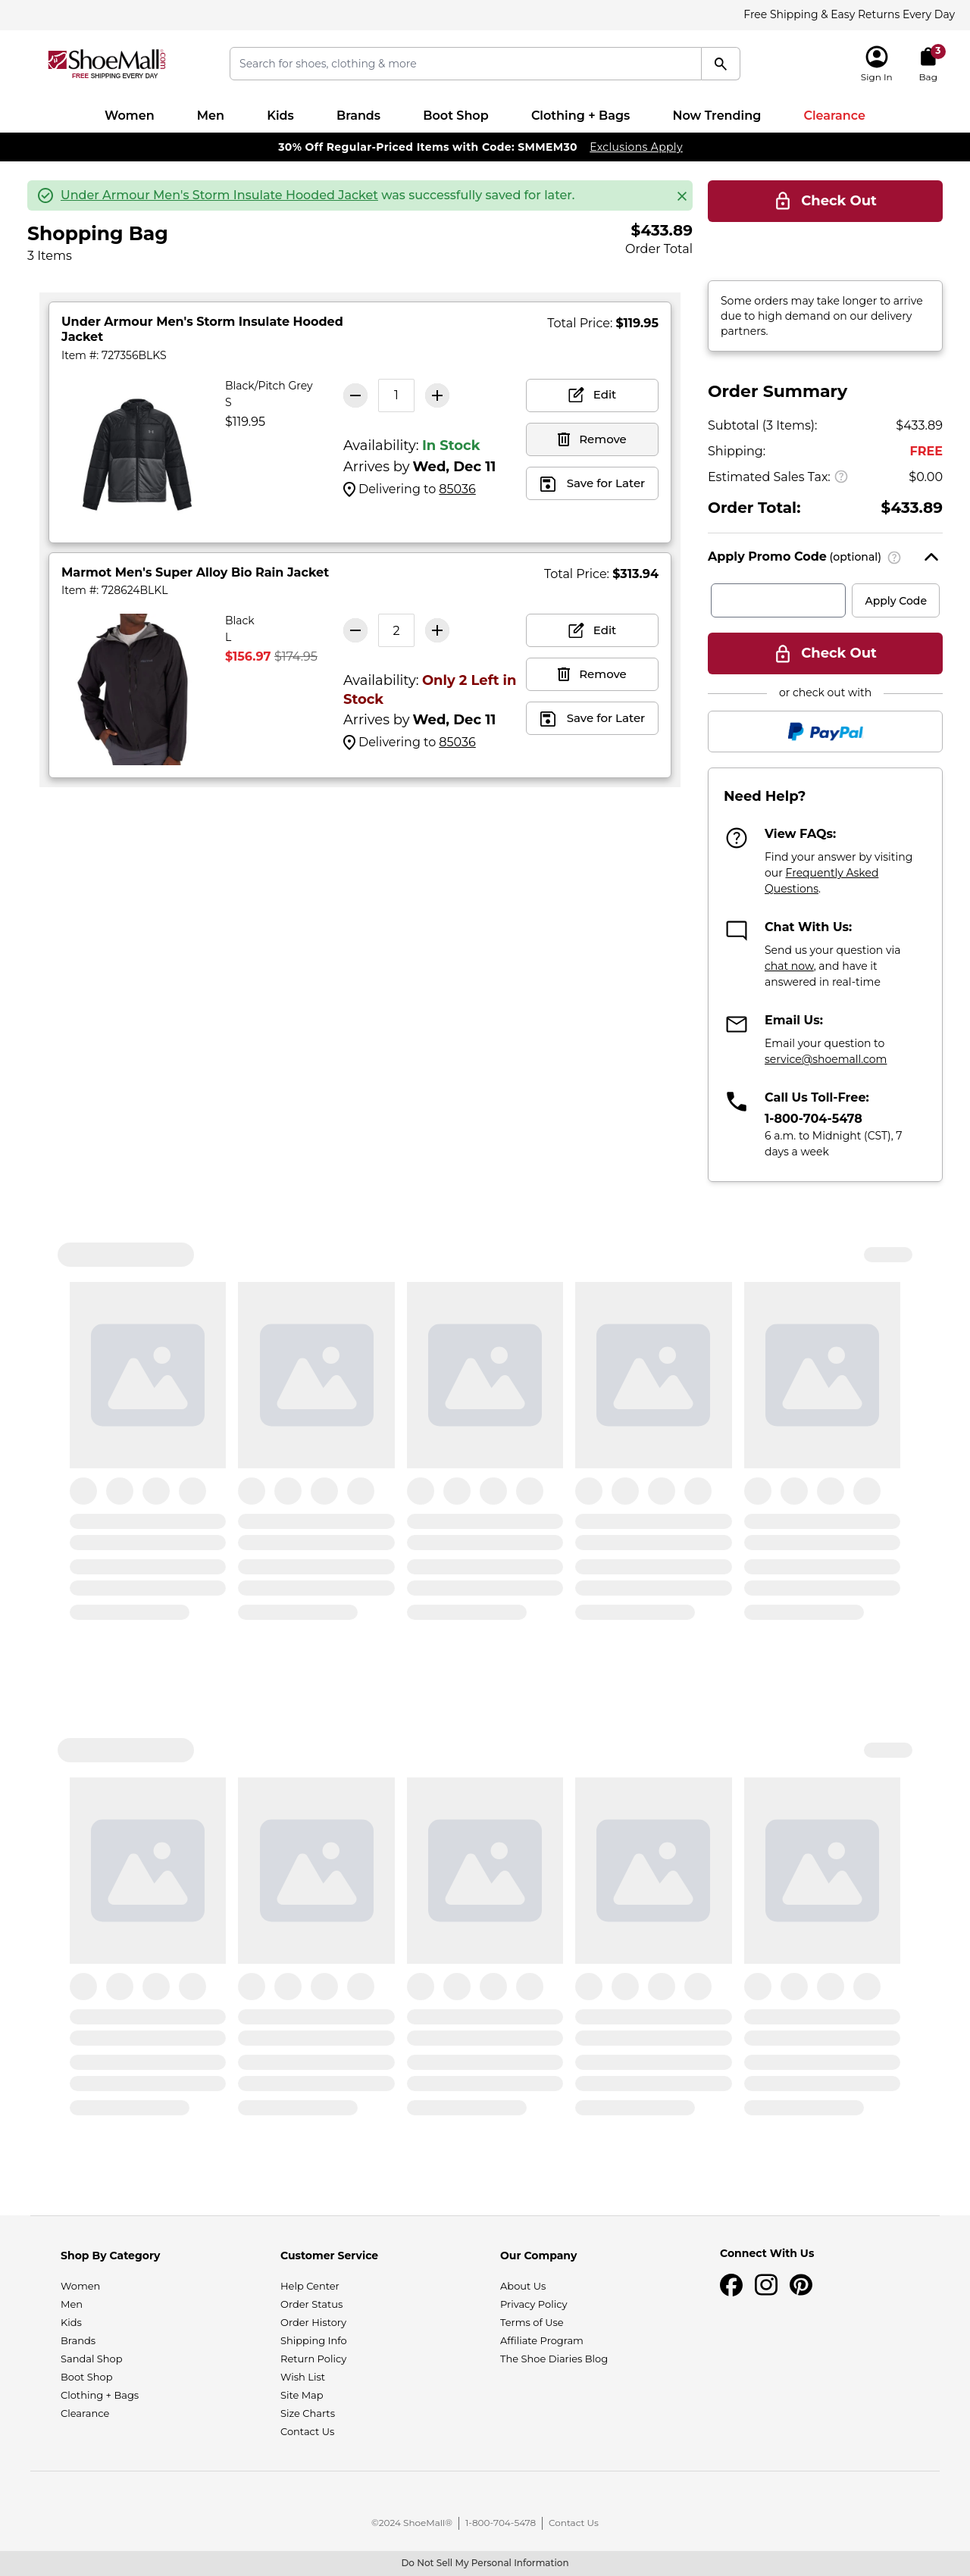 Free Shipping & Easy Returns Every Day
ShoeMall.com
FREE SHIPPING EVERY DAY
Search for shoes, clothing & more
Sign In
3
Bag
Women
Men
Kids
Brands
Boot Shop
Clothing + Bags
Now Trending
Clearance
30% Off Regular-Priced Items with Code: SMMEM30 Exclusions Apply
Under Armour Men's Storm Insulate Hooded Jacket was successfully saved for later.
Shopping Bag
3 Items
$433.89
Order Total
Under Armour Men's Storm Insulate Hooded
Jacket
Item #: 727356BLKS
Total Price: $119.95
Black/Pitch Grey
S
$119.95
1
Availability: In Stock
Arrives by Wed, Dec 11
Delivering to 85036
Edit
Remove
Save for Later
Marmot Men's Super Alloy Bio Rain Jacket
Item #: 728624BLKL
Total Price: $313.94
Black
L
$156.97 $174.95
2
Availability: Only 2 Left in
Stock
Arrives by Wed, Dec 11
Delivering to 85036
Edit
Remove
Save for Later
Check Out
Some orders may take longer to arrive
due to high demand on our delivery
partners.
Order Summary
Subtotal (3 Items): $433.89
Shipping: FREE
Estimated Sales Tax: $0.00
Order Total: $433.89
Apply Promo Code (optional)
Apply Code
Check Out
or check out with
PayPal
Need Help?
View FAQs:
Find your answer by visiting
our Frequently Asked
Questions.
Chat With Us:
Send us your question via
chat now, and have it
answered in real-time
Email Us:
Email your question to
service@shoemall.com
Call Us Toll-Free:
1-800-704-5478
6 a.m. to Midnight (CST), 7
days a week
Shop By Category
Women
Men
Kids
Brands
Sandal Shop
Boot Shop
Clothing + Bags
Clearance
Customer Service
Help Center
Order Status
Order History
Shipping Info
Return Policy
Wish List
Site Map
Size Charts
Contact Us
Our Company
About Us
Privacy Policy
Terms of Use
Affiliate Program
The Shoe Diaries Blog
Connect With Us
©2024 ShoeMall® | 1-800-704-5478 | Contact Us
Do Not Sell My Personal Information